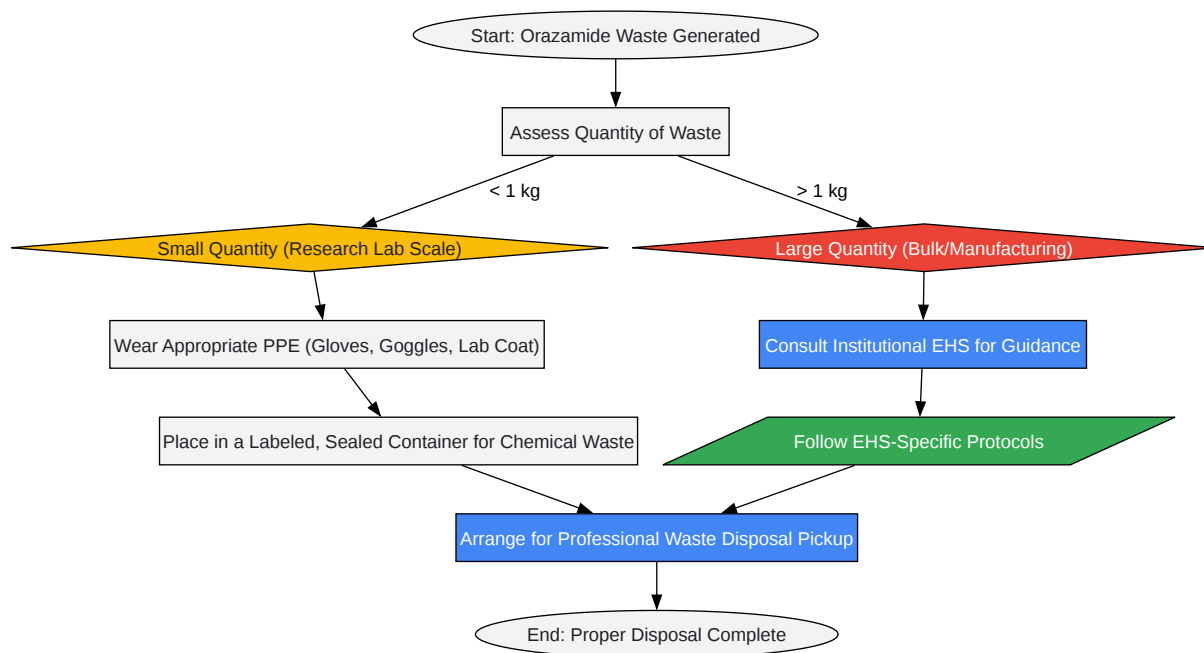 Start: Orazamide Waste Generated
Assess Quantity of Waste
< 1 kg
> 1 kg
Small Quantity (Research Lab Scale)
Large Quantity (Bulk/Manufacturing)
Wear Appropriate PPE (Gloves, Goggles, Lab Coat)
Consult Institutional EHS for Guidance
Place in a Labeled, Sealed Container for Chemical Waste
Follow EHS-Specific Protocols
Arrange for Professional Waste Disposal Pickup
End: Proper Disposal Complete